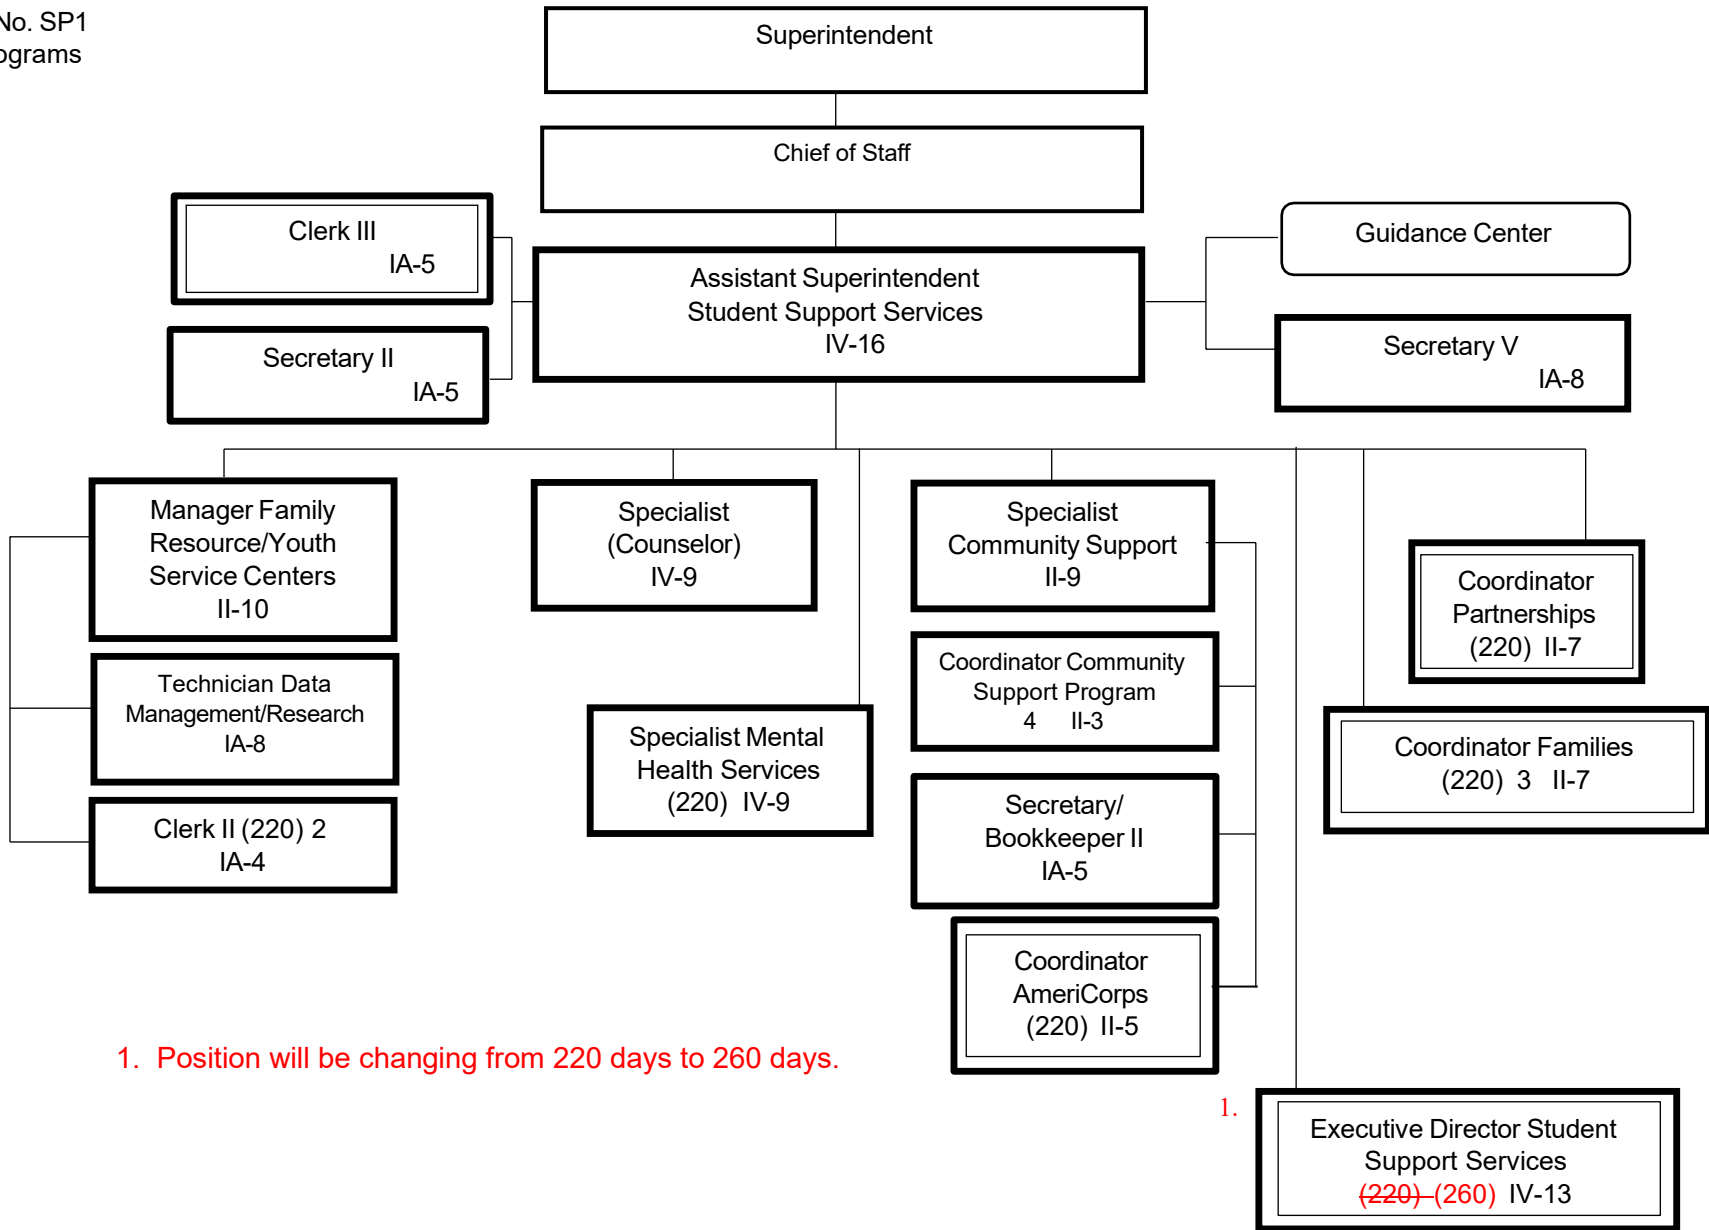 No. SP1
ograms
Superintendent
Chief of Staff
Clerk III
IA-5
Guidance Center
Assistant Superintendent
Student Support Services
IV-16
Secretary II
IA-5
Secretary V
IA-8
Manager Family
Resource/Youth
Service Centers
II-10
Specialist
(Counselor)
IV-9
Specialist
Community Support
II-9
Coordinator
Partnerships
(220) II-7
Technician Data
Management/Research
IA-8
Coordinator Community
Support Program
4 II-3
Specialist Mental
Health Services
(220) IV-9
Coordinator Families
(220) 3 II-7
Clerk II (220) 2
IA-4
Secretary/
Bookkeeper II
IA-5
Coordinator
AmeriCorps
(220) II-5
1. Position will be changing from 220 days to 260 days.
1.
Executive Director Student
Support Services
(220) (260) IV-13